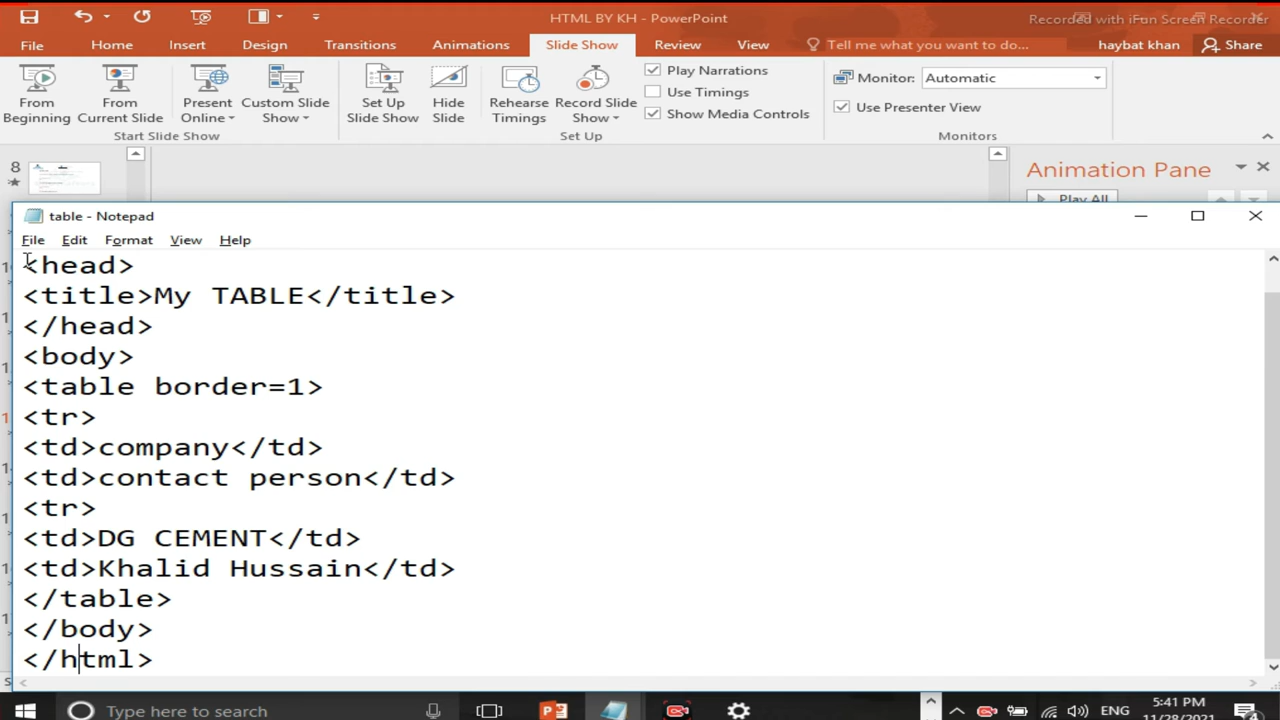 HTML BY KH - PowerPoint
Recorded with iFun Screen Recorder
File Home Insert Design Transitions Animations Slide Show Review View Tell me what you want to do... haybat khan Share
From Beginning
From Current Slide
Present Online
Custom Slide Show
Set Up Slide Show
Hide Slide
Rehearse Timings
Record Slide Show
Play Narrations
Use Timings
Show Media Controls
Monitor: Automatic
Use Presenter View
Start Slide Show
Set Up
Monitors
8
Animation Pane
Play All
table - Notepad
File Edit Format View Help
<head>
<title>My TABLE</title>
</head>
<body>
<table border=1>
<tr>
<td>company</td>
<td>contact person</td>
<tr>
<td>DG CEMENT</td>
<td>Khalid Hussain</td>
</table>
</body>
</html>
Type here to search
ENG
5:41 PM